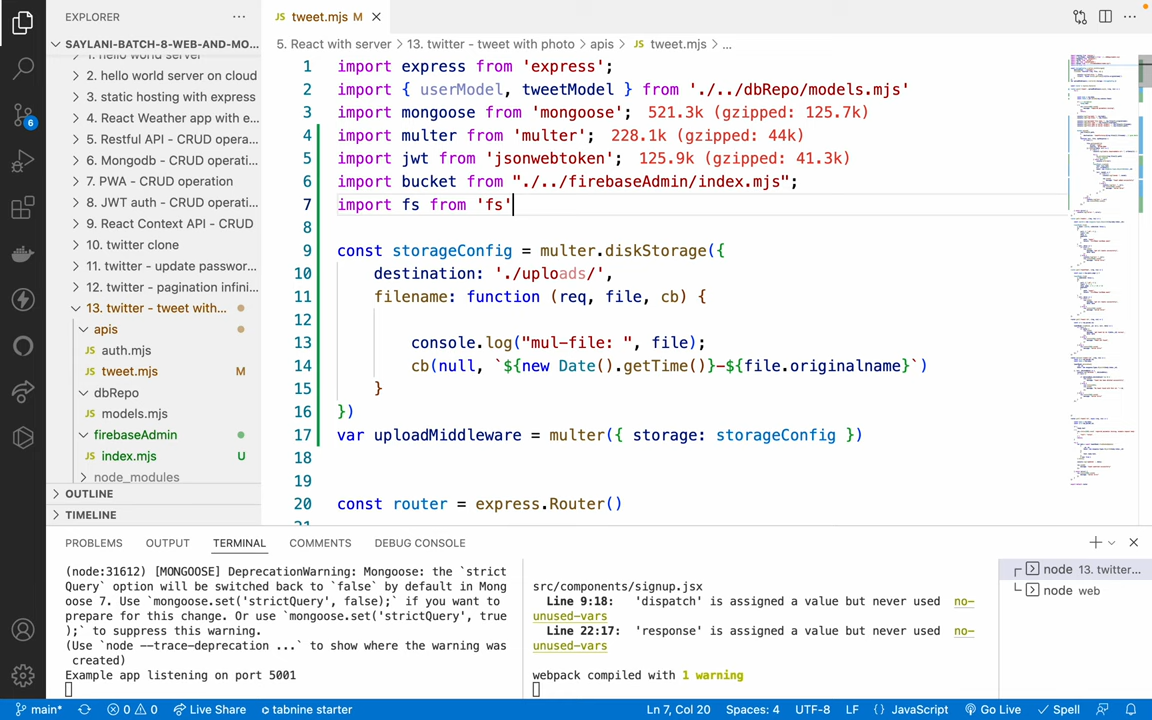 EXPLORER
tweet.mjs M
SAYLANI-BATCH-8-WEB-AND-MO...
5. React with server > 13. twitter - tweet with photo > apis > JS tweet.mjs > ...
1. hello world server
2. hello world server on cloud
3. static hosting with express
4. React Weather app with e...
5. Restful API - CRUD opera...
6. Mongodb - CRUD operati...
7. PWA - CRUD operation
8. JWT auth - CRUD operati...
9. React Context API - CRUD
10. twitter clone
11. twitter - update passwor...
12. twitter - pagination infini...
13. twitter - tweet with...
apis
JS auth.mjs
JS tweet.mjs M
dbRepo
JS models.mjs
firebaseAdmin
JS index.mjs U
node_modules
OUTLINE
TIMELINE
6
1 import express from 'express';
2 import { userModel, tweetModel } from './../dbRepo/models.mjs'
3 import mongoose from 'mongoose'; 521.3k (gzipped: 125.7k)
4 import multer from 'multer'; 228.1k (gzipped: 44k)
5 import jwt from 'jsonwebtoken'; 125.9k (gzipped: 41.3k)
6 import bucket from "./../firebaseAdmin/index.mjs";
7 import fs from 'fs'
8
9 const storageConfig = multer.diskStorage({
10 destination: './uploads/',
11 filename: function (req, file, cb) {
12
13 console.log("mul-file: ", file);
14 cb(null, `${new Date().getTime()}-${file.originalname}`)
15 }
16 })
17 var uploadMiddleware = multer({ storage: storageConfig })
18
19
20 const router = express.Router()
21
PROBLEMS OUTPUT TERMINAL COMMENTS DEBUG CONSOLE
(node:31612) [MONGOOSE] DeprecationWarning: Mongoose: the `strict
Query` option will be switched back to `false` by default in Mong
oose 7. Use `mongoose.set('strictQuery', false);` if you want to
prepare for this change. Or use `mongoose.set('strictQuery', true
);` to suppress this warning.
(Use `node --trace-deprecation ...` to show where the warning was
created)
Example app listening on port 5001
src/components/signup.jsx
Line 9:18: 'dispatch' is assigned a value but never used no-
unused-vars
Line 22:17: 'response' is assigned a value but never used no-
unused-vars
webpack compiled with 1 warning
node 13. twitter...
node web
main* 0 0 Live Share tabnine starter Ln 7, Col 20 Spaces: 4 UTF-8 LF {} JavaScript Go Live Spell